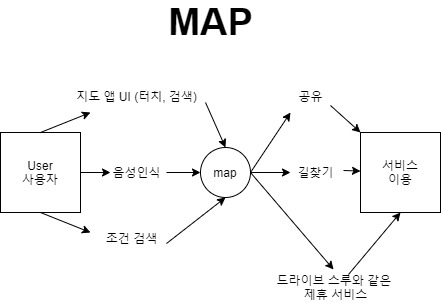 MAP
지도 앱 UI (터치, 검색)
공유
User
사용자
음성인식
map
길찾기
서비스
이용
조건 검색
드라이브 스루와 같은
제휴 서비스